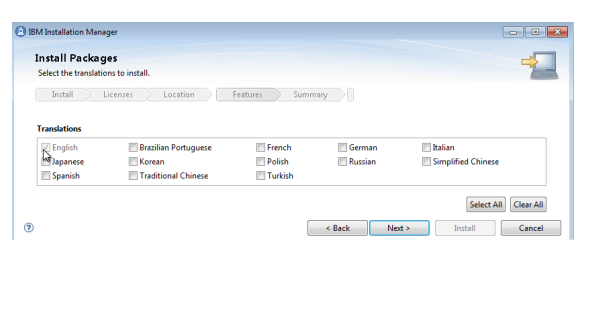 IBM Installation Manager
Install Packages
Select the translations to install.
Install Licenses Location Features Summary
Translations
English Brazilian Portuguese French German Italian
Japanese Korean Polish Russian Simplified Chinese
Spanish Traditional Chinese Turkish
Select All Clear All
? < Back Next > Install Cancel